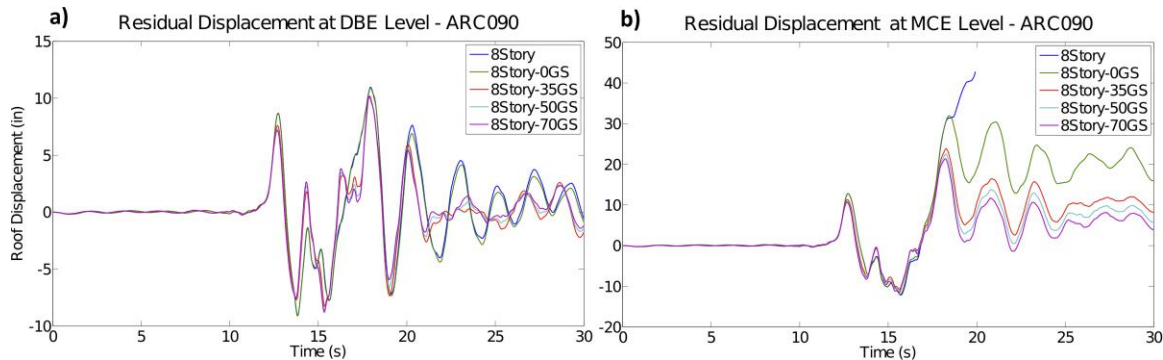 a) Residual Displacement at DBE Level - ARC090
15
10
5
0
-5
-10
Roof Displacement (in)
0 5 10 15 20 25 30
Time (s)
8Story
8Story-0GS
8Story-35GS
8Story-50GS
8Story-70GS
b) Residual Displacement at MCE Level - ARC090
50
40
30
20
10
0
-10
-20
0 5 10 15 20 25 30
Time (s)
8Story
8Story-0GS
8Story-35GS
8Story-50GS
8Story-70GS